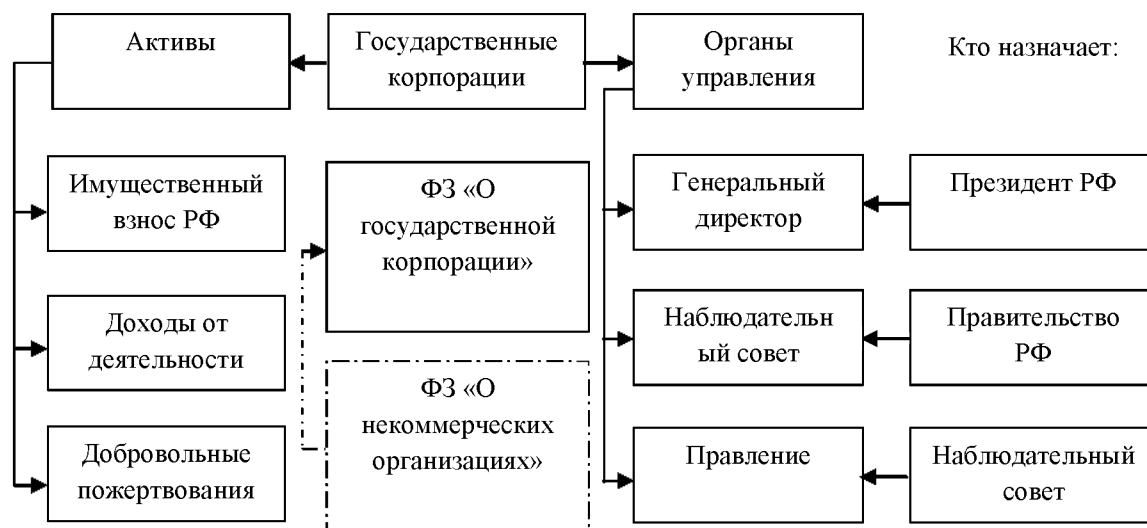 Активы
Государственные
корпорации
Органы
управления
Кто назначает:
Имущественный
взнос РФ
ФЗ «О
государственной
корпорации»
Генеральный
директор
Президент РФ
Доходы от
деятельности
Наблюдательн
ый совет
Правительство
РФ
ФЗ «О
некоммерческих
организациях»
Добровольные
пожертвования
Правление
Наблюдательный
совет